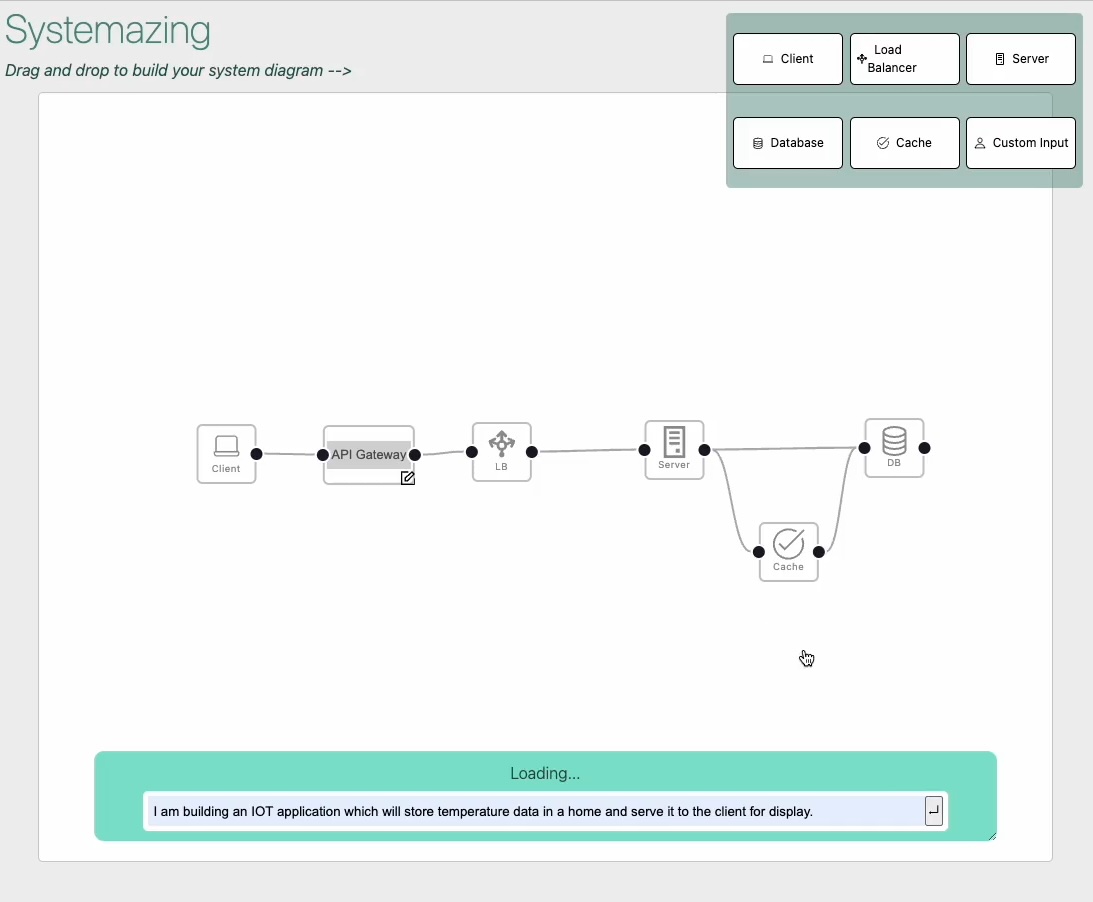 Systemazing
Drag and drop to build your system diagram -->
Client
Load
Balancer
Server
Database
Cache
Custom Input
Client
API Gateway
LB
Server
DB
Cache
Loading...
I am building an IOT application which will store temperature data in a home and serve it to the client for display.